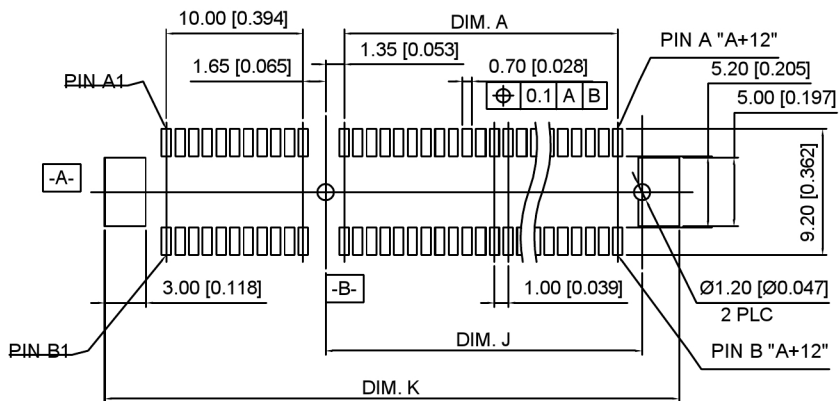 10.00 [0.394]
DIM. A
1.35 [0.053]
PIN A "A+12"
1.65 [0.065]
0.70 [0.028]
5.20 [0.205]
PIN A1
⌖ 0.1 A B
5.00 [0.197]
-A-
9.20 [0.362]
3.00 [0.118]
-B-
1.00 [0.039]
Ø1.20 [Ø0.047]
2 PLC
PIN B1
DIM. J
PIN B "A+12"
DIM. K